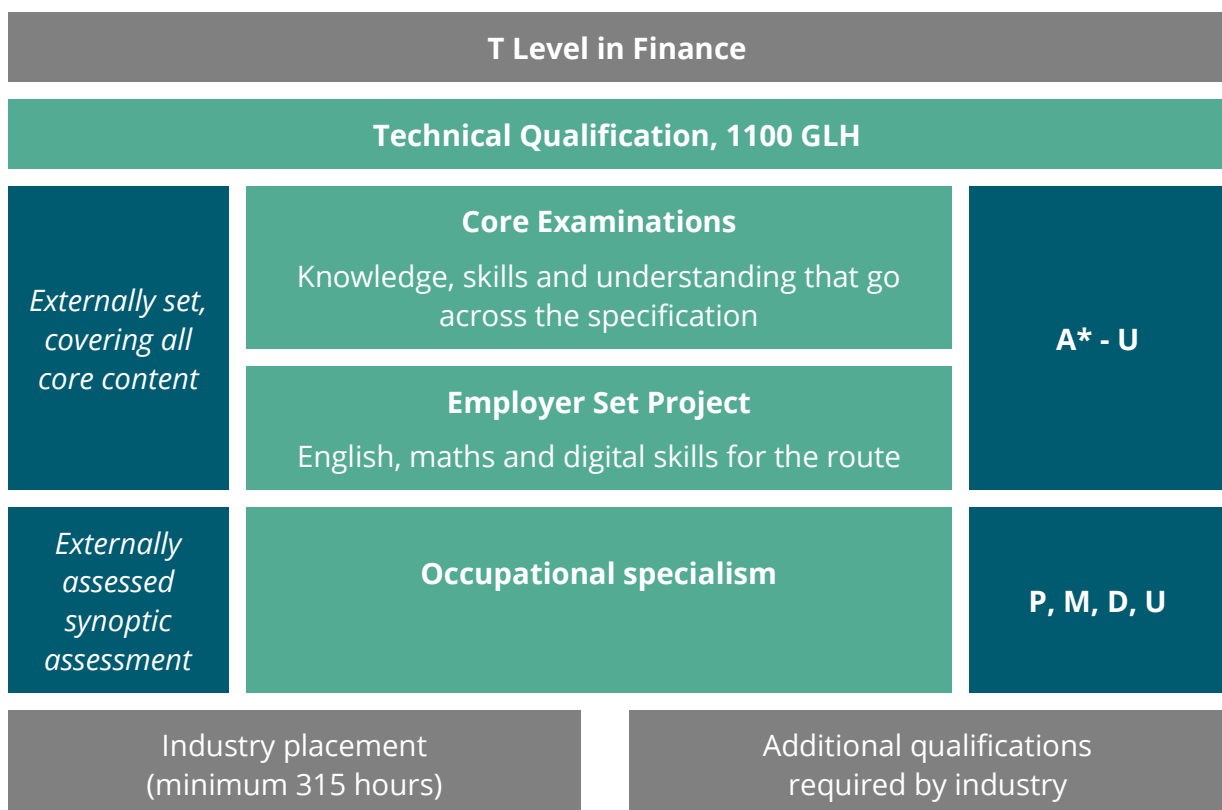 T Level in Finance
Technical Qualification, 1100 GLH
Externally set,
covering all
core content
Core Examinations
Knowledge, skills and understanding that go
across the specification
Employer Set Project
English, maths and digital skills for the route
A* - U
Externally
assessed
synoptic
assessment
Occupational specialism
P, M, D, U
Industry placement
(minimum 315 hours)
Additional qualifications
required by industry